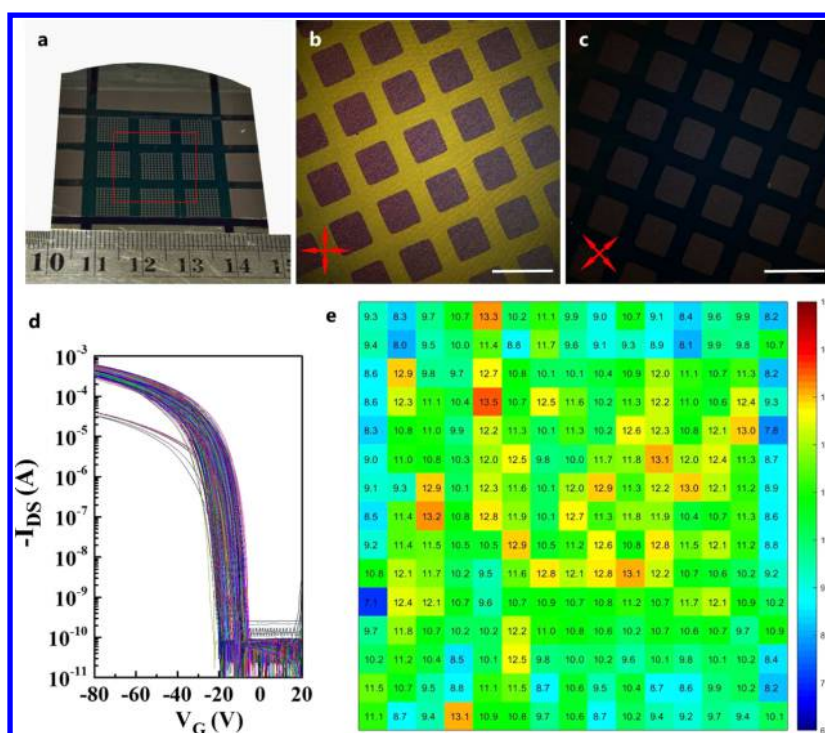 a
10 11 12 13 14
b
c
d
10⁻³
10⁻⁴
10⁻⁵
10⁻⁶
10⁻⁷
10⁻⁸
10⁻⁹
10⁻¹⁰
10⁻¹¹
-I_DS (A)
-80 -60 -40 -20 0 20
V_G (V)
e
9.3 8.3 9.7 10.7 13.3 10.2 11.1 9.9 9.0 10.7 9.1 8.4 9.6 9.9 8.2
9.4 8.0 9.5 10.0 11.4 8.8 11.7 9.6 9.1 9.3 8.9 8.1 9.9 9.8 10.7
8.6 12.9 9.8 9.7 12.7 10.8 10.1 10.1 10.4 10.9 12.0 11.0 10.7 11.3 8.2
8.6 12.3 11.1 10.4 13.5 10.7 12.5 11.6 10.2 11.3 12.2 11.2 10.6 12.4 9.3
8.3 10.8 11.0 9.9 12.2 11.3 10.1 11.3 10.2 12.6 12.3 10.8 12.1 13.0 7.8
9.0 11.0 10.8 10.3 12.0 12.5 9.8 10.0 11.7 11.8 13.1 12.0 12.4 11.3 8.7
9.1 9.3 12.9 10.1 12.3 11.6 10.1 12.0 12.9 11.2 12.3 13.0 12.1 11.2 8.9
8.5 11.4 13.2 10.8 12.8 11.9 10.1 12.7 11.3 11.8 11.9 10.4 10.7 11.3 8.6
9.2 11.4 11.5 10.5 10.5 12.9 10.5 11.2 12.6 10.8 12.8 11.5 12.1 11.2 8.8
10.8 12.1 11.7 10.2 9.5 11.6 12.8 12.1 12.8 13.1 12.2 10.7 10.6 10.2 9.2
7.1 12.4 12.1 10.7 9.6 10.7 10.9 10.7 10.8 11.2 10.7 11.7 12.1 10.9 10.2
9.7 11.8 10.7 10.2 10.2 12.2 11.0 10.8 10.6 10.2 10.7 10.6 10.7 9.7 10.9
10.2 11.2 10.4 8.5 10.1 12.5 9.8 10.0 10.2 9.6 10.1 9.8 10.1 10.2 8.4
11.5 10.7 9.5 8.8 11.1 11.5 8.7 10.6 9.5 10.4 8.7 8.6 9.9 10.2 8.2
11.1 8.7 9.4 13.1 10.9 10.8 9.7 10.6 8.7 10.2 9.4 9.2 9.7 9.4 10.1